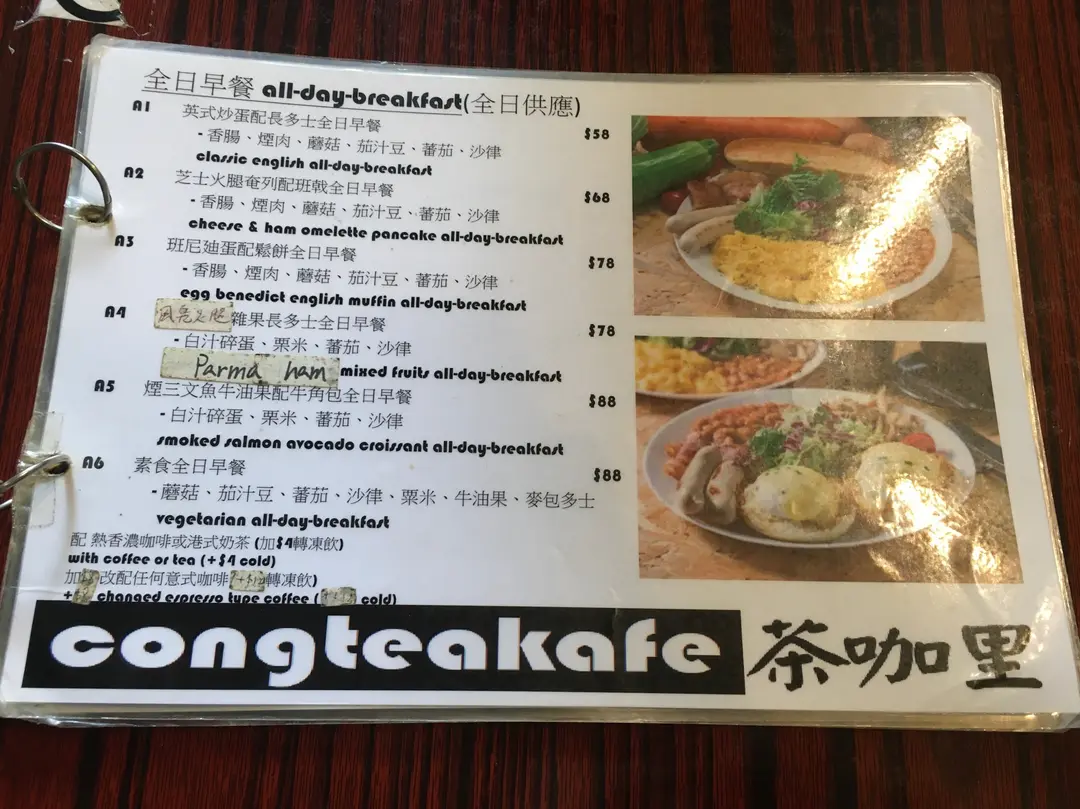 全日早餐 all-day-breakfast(全日供應)
A1 英式炒蛋配長多士全日早餐 $58
- 香腸、煙肉、蘑菇、茄汁豆、蕃茄、沙律
classic english all-day-breakfast
A2 芝士火腿奄列配班戟全日早餐 $68
- 香腸、煙肉、蘑菇、茄汁豆、蕃茄、沙律
cheese & ham omelette pancake all-day-breakfast
A3 班尼迪蛋配鬆餅全日早餐 $78
- 香腸、煙肉、蘑菇、茄汁豆、蕃茄、沙律
egg benedict english muffin all-day-breakfast
A4 雜果長多士全日早餐 $78
- 白汁碎蛋、粟米、蕃茄、沙律
Parma ham mixed fruits all-day-breakfast
A5 煙三文魚牛油果配牛角包全日早餐 $88
- 白汁碎蛋、粟米、蕃茄、沙律
smoked salmon avocado croissant all-day-breakfast
A6 素食全日早餐 $88
- 蘑菇、茄汁豆、蕃茄、沙律、粟米、牛油果、麥包多士
vegetarian all-day-breakfast
配 熱香濃咖啡或港式奶茶 (加$4轉凍飲)
with coffee or tea (+$4 cold)
加 改配任何意式咖啡 轉凍飲)
changed espresso type coffee ( cold)
congteakafe 茶咖里